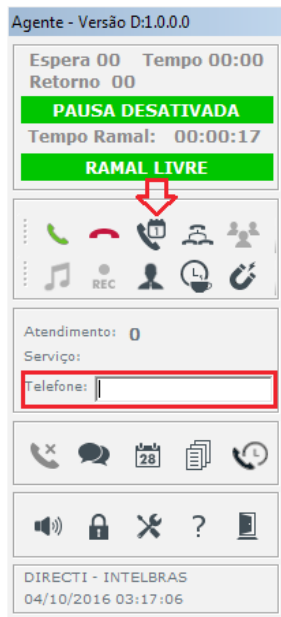 Agente - Versão D:1.0.0.0
Espera 00 Tempo 00:00
Retorno 00
PAUSA DESATIVADA
Tempo Ramal: 00:00:17
RAMAL LIVRE
1
REC
Atendimento: 0
Serviço:
Telefone:
28
?
DIRECTI - INTELBRAS
04/10/2016 03:17:06